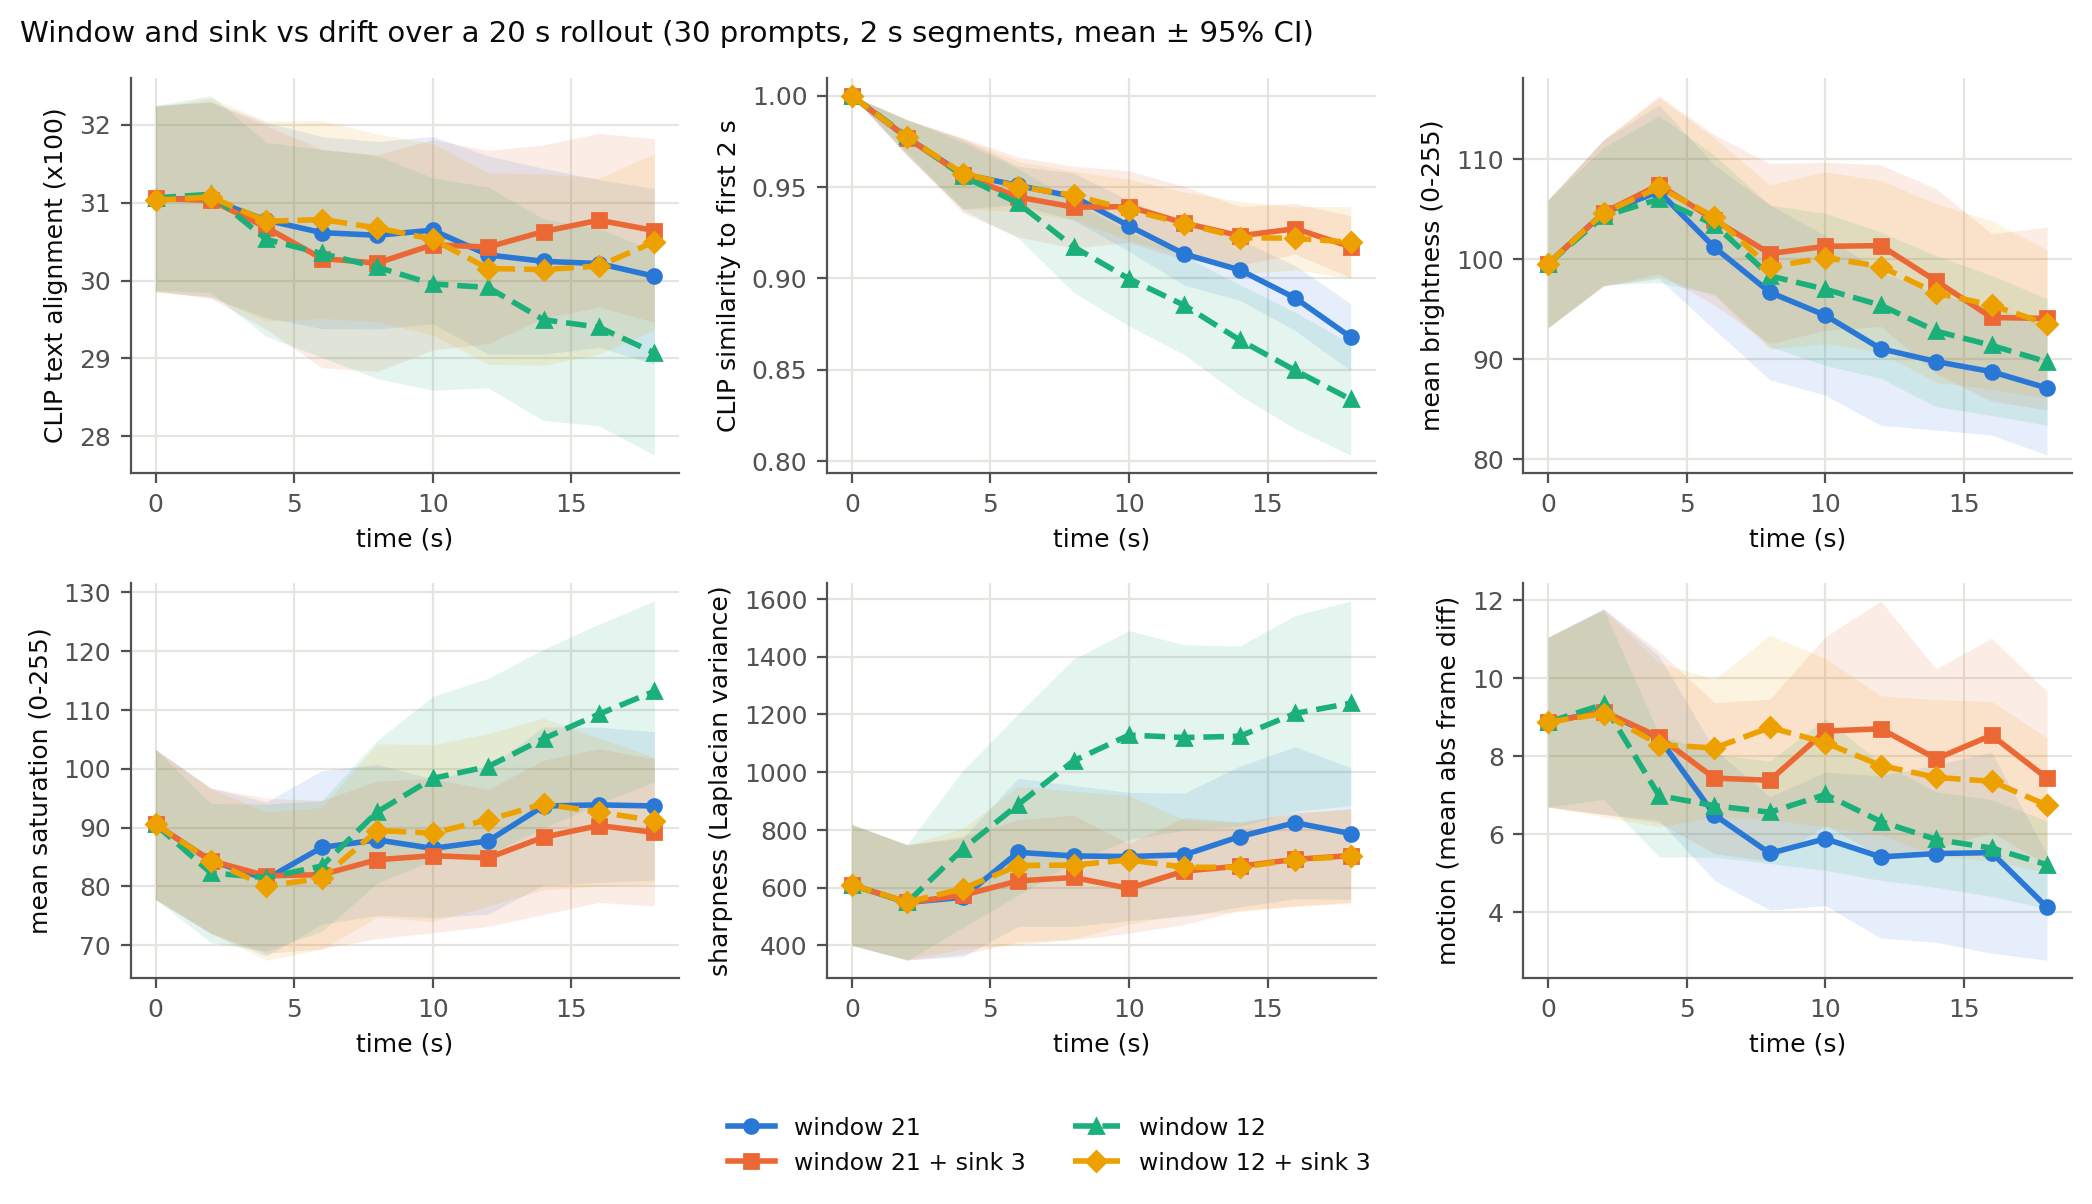 Window and sink vs drift over a 20 s rollout (30 prompts, 2 s segments, mean ± 95% CI)
CLIP text alignment (x100)
32
31
30
29
28
0 5 10 15
time (s)
CLIP similarity to first 2 s
1.00
0.95
0.90
0.85
0.80
0 5 10 15
time (s)
mean brightness (0-255)
110
100
90
80
0 5 10 15
time (s)
mean saturation (0-255)
130
120
110
100
90
80
70
0 5 10 15
time (s)
sharpness (Laplacian variance)
1600
1400
1200
1000
800
600
400
0 5 10 15
time (s)
motion (mean abs frame diff)
12
10
8
6
4
0 5 10 15
time (s)
window 21
window 21 + sink 3
window 12
window 12 + sink 3